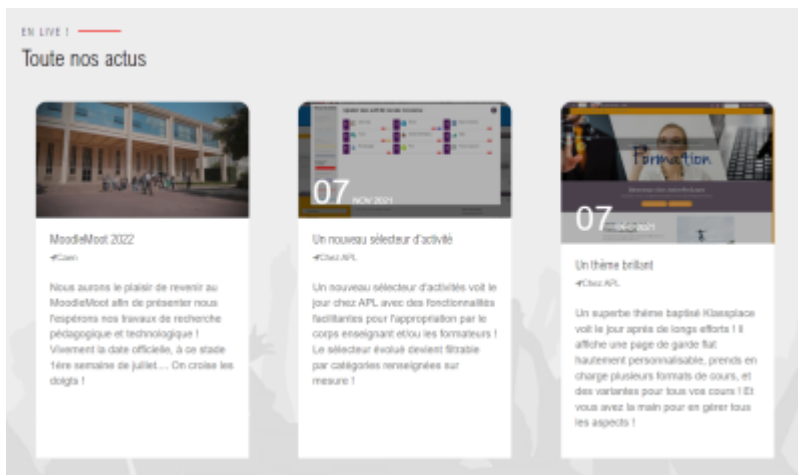 EN LIVE !
Toute nos actus
MoodleMoot 2022
Caen
Nous aurons le plaisir de revenir au
MoodleMoot afin de présenter nous
l'espérons nos travaux de recherche
pédagogique et technologique !
Vivement la date officielle, à ce stade
1ère semaine de juillet.... On croise les
doigts !
07 NOV 2021
Un nouveau sélecteur d'activité
Chez APL
Un nouveau sélecteur d'activités voit le
jour chez APL avec des fonctionnalités
facilitantes pour l'appropriation par le
corps enseignant et/ou les formateurs !
Le sélecteur évolué devient filtrable
par catégories renseignées sur
mesure !
Formation
07 DEC 2021
Un thème brillant
Chez APL
Un superbe thème baptisé Klassplace
voit le jour après de longs efforts ! Il
affiche une page de garde flat
hautement personnalisable, prends en
charge plusieurs formats de cours, et
des variantes pour tous vos cours ! Et
vous avez la main pour en gérer tous
les aspects !